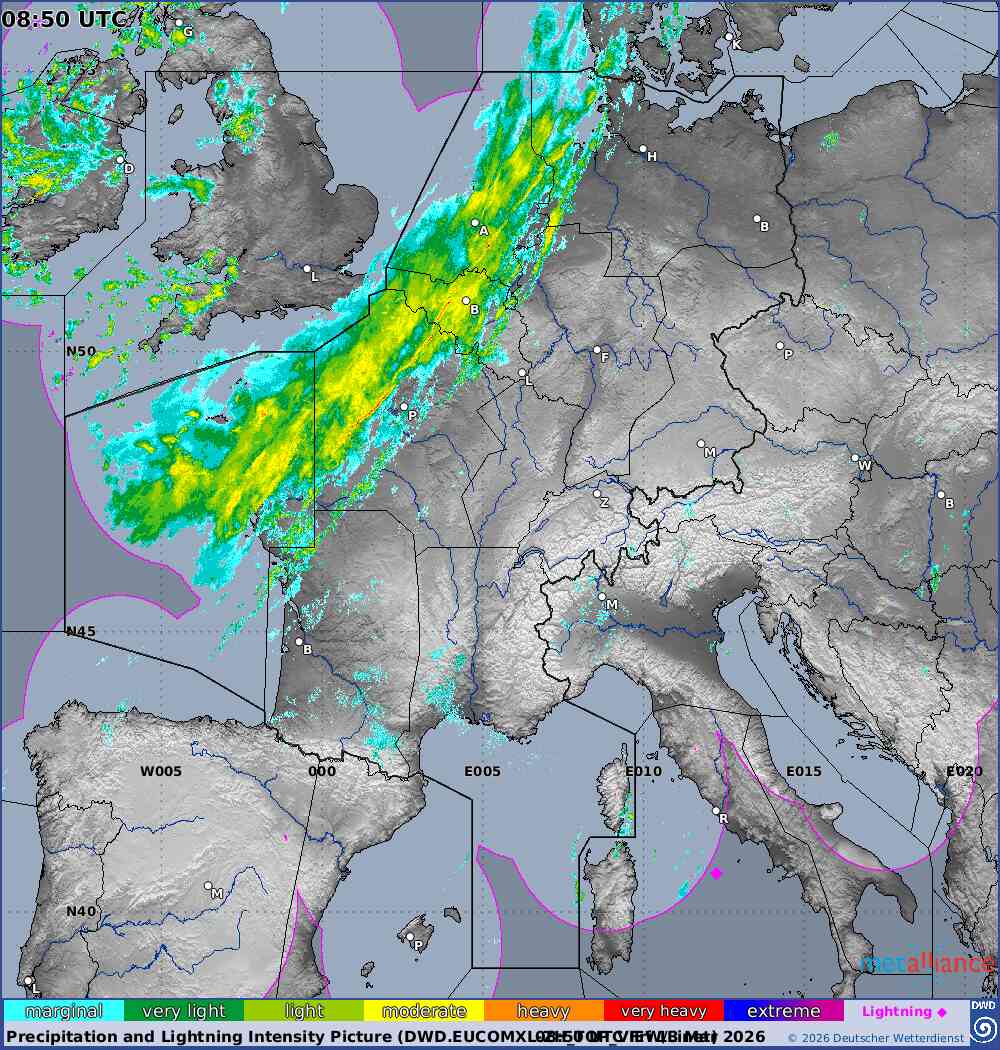 08:50 UTC
G
K
D
H
A
B
L
B
N50
F
P
L
P
M
W
Z
B
M
N45
B
W005
000
E005
E010
E015
E020
R
M
N40
P
L
metalliance
marginal very light light moderate heavy very heavy extreme Lightning
DWD
Precipitation and Lightning Intensity Picture (DWD.EUCOMXL
2026
© 2026 Deutscher Wetterdienst